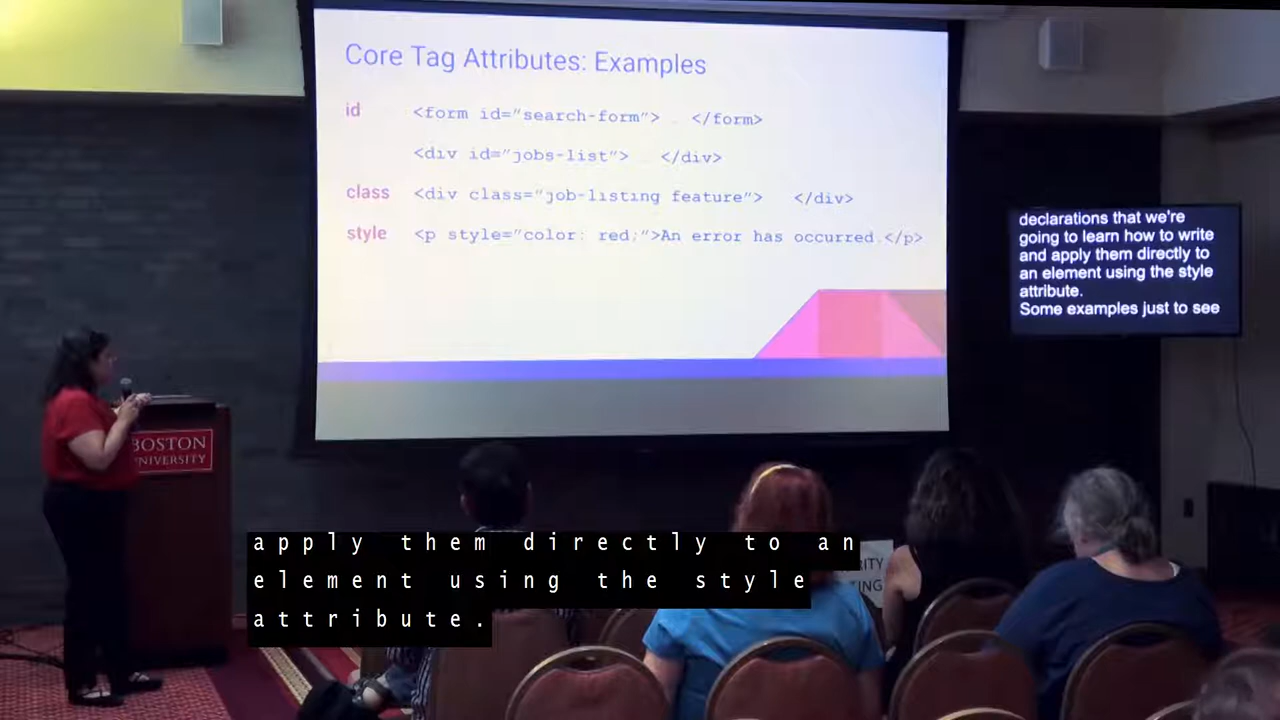 Core Tag Attributes: Examples
id <form id="search-form"> </form>
<div id="jobs-list"> </div>
class <div class="job-listing feature"> </div>
style <p style="color: red;">An error has occurred.</p>
declarations that we're
going to learn how to write
and apply them directly to
an element using the style
attribute.
Some examples just to see
BOSTON
UNIVERSITY
apply them directly to an
element using the style
attribute.